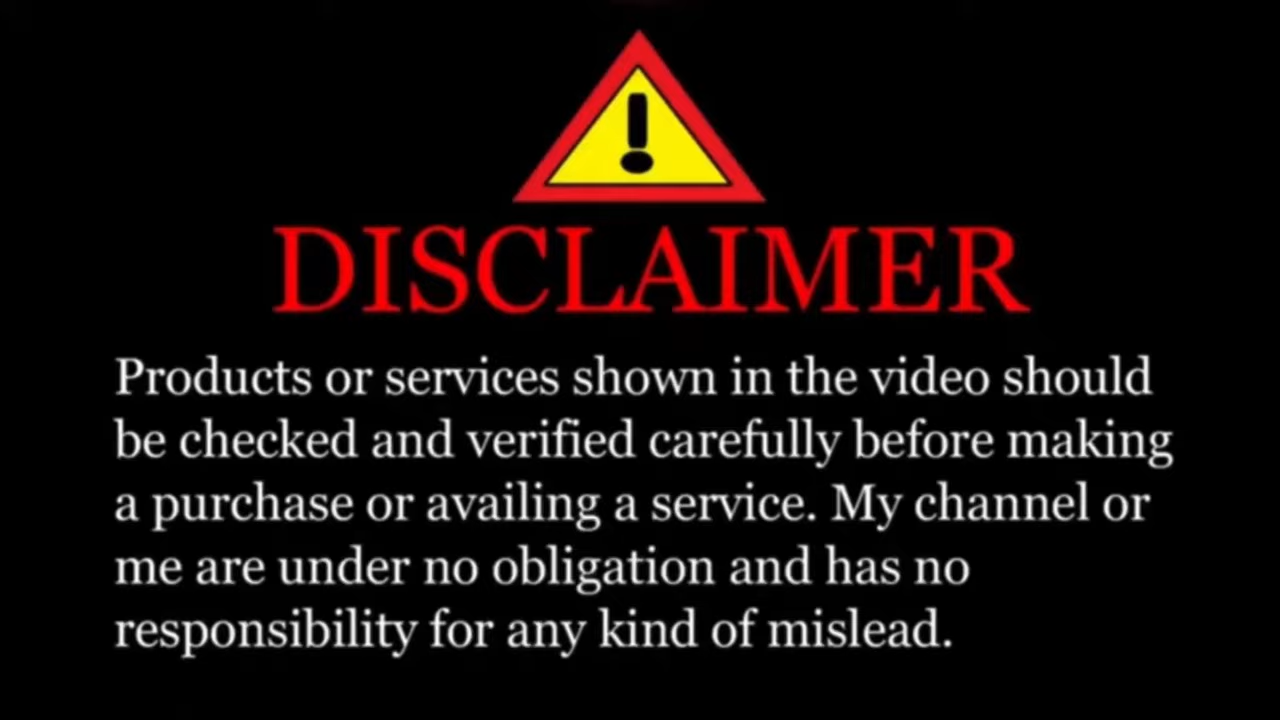 DISCLAIMER
Products or services shown in the video should
be checked and verified carefully before making
a purchase or availing a service. My channel or
me are under no obligation and has no
responsibility for any kind of mislead.